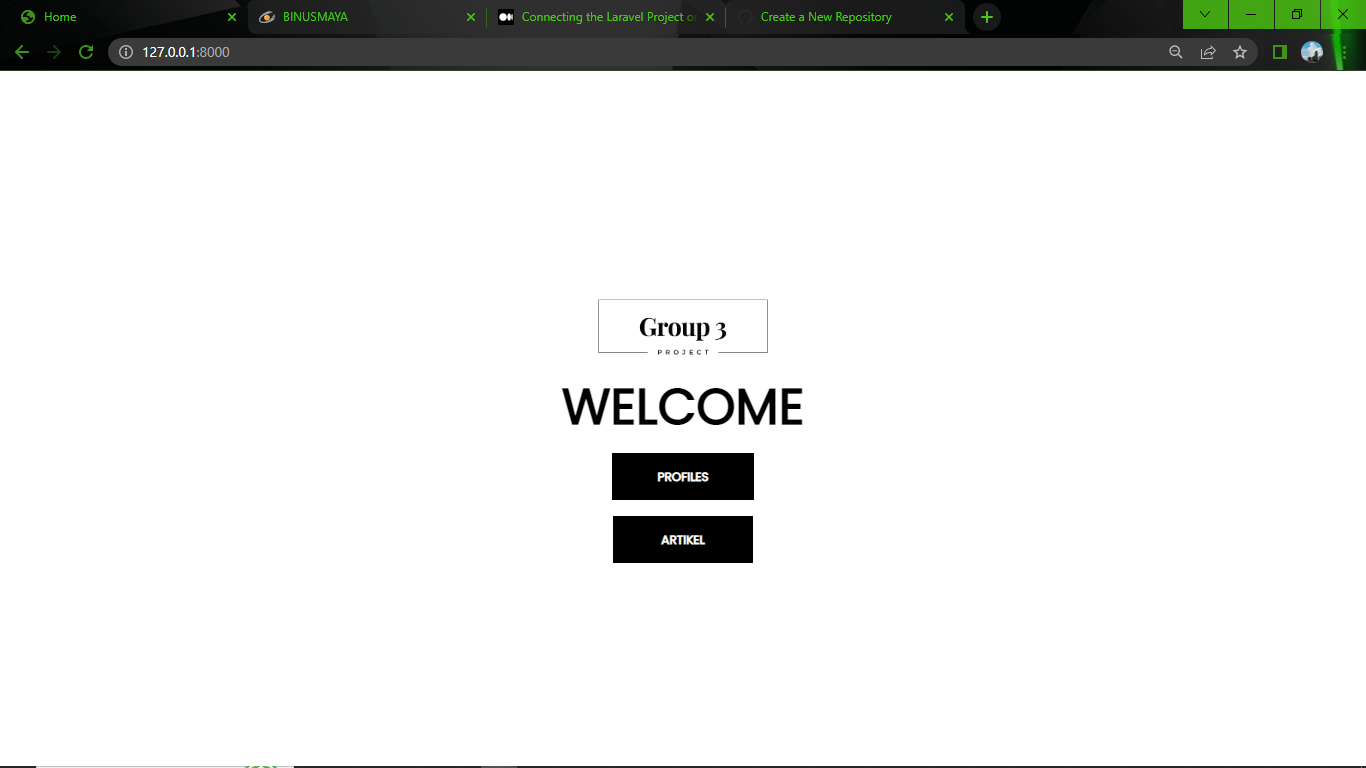 Home
BINUSMAYA
Connecting the Laravel Project or
Create a New Repository
127.0.0.1:8000
Group 3
PROJECT
WELCOME
PROFILES
ARTIKEL